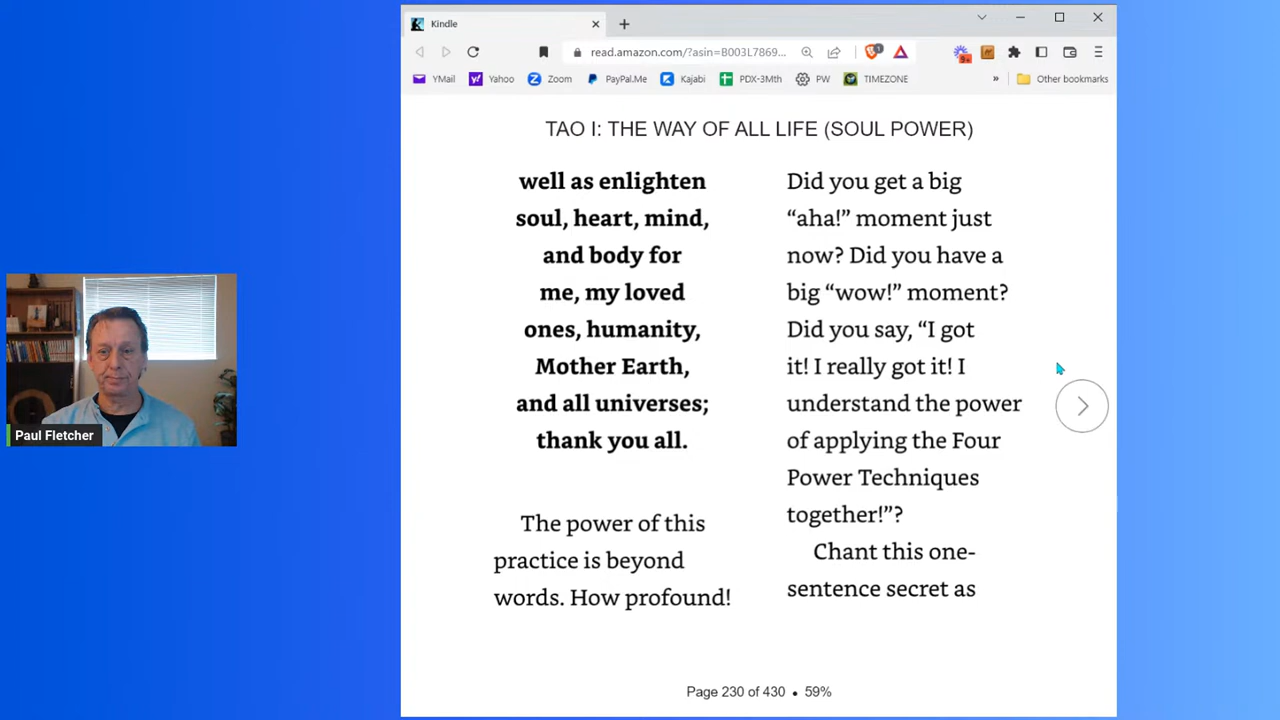 Kindle
read.amazon.com/?asin=B003L7869...
1
9+
YMail
Yahoo
Zoom
PayPal.Me
Kajabi
PDX-3Mth
PW
TIMEZONE
»
Other bookmarks
TAO I: THE WAY OF ALL LIFE (SOUL POWER)
well as enlighten
soul, heart, mind,
and body for
me, my loved
ones, humanity,
Mother Earth,
and all universes;
thank you all.
The power of this
practice is beyond
words. How profound!
Did you get a big
“aha!” moment just
now? Did you have a
big “wow!” moment?
Did you say, “I got
it! I really got it! I
understand the power
of applying the Four
Power Techniques
together!”?
Chant this one-
sentence secret as
Page 230 of 430 • 59%
Paul Fletcher